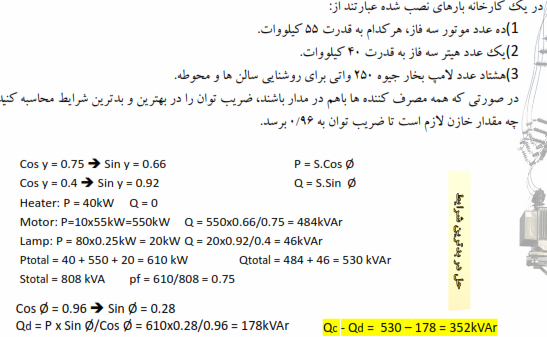 در یک کارخانه بارهای نصب شده عبارتند از:
1)ده عدد موتور سه فاز، هرکدام به قدرت ۵۵ کیلووات.
2)یک عدد هیتر سه فاز به قدرت ۴۰ کیلووات.
3)هشتاد عدد لامپ بخار جیوه ۲۵۰ واتی برای روشنایی سالن ها و محوطه.
در صورتی که همه مصرف کننده ها باهم در مدار باشند، ضریب توان را در بهترین و بدترین شرایط محاسبه کنید
چه مقدار خازن لازم است تا ضریب توان به ۰/۹۶ برسد.
Cos y = 0.75 🡺 Sin y = 0.66 P = S.Cos Ø
Cos y = 0.4 🡺 Sin y = 0.92 Q = S.Sin Ø
Heater: P = 40kW Q = 0
Motor: P=10x55kW=550kW Q = 550x0.66/0.75 = 484kVAr
Lamp: P = 80x0.25kW = 20kW Q = 20x0.92/0.4 = 46kVAr
Ptotal = 40 + 550 + 20 = 610 kW Qtotal = 484 + 46 = 530 kVAr
Stotal = 808 kVA pf = 610/808 = 0.75
حل در بدترین شرایط
Cos Ø = 0.96 🡺 Sin Ø = 0.28
Qd = P x Sin Ø/Cos Ø = 610x0.28/0.96 = 178kVAr Qc - Qd = 530 – 178 = 352kVAr